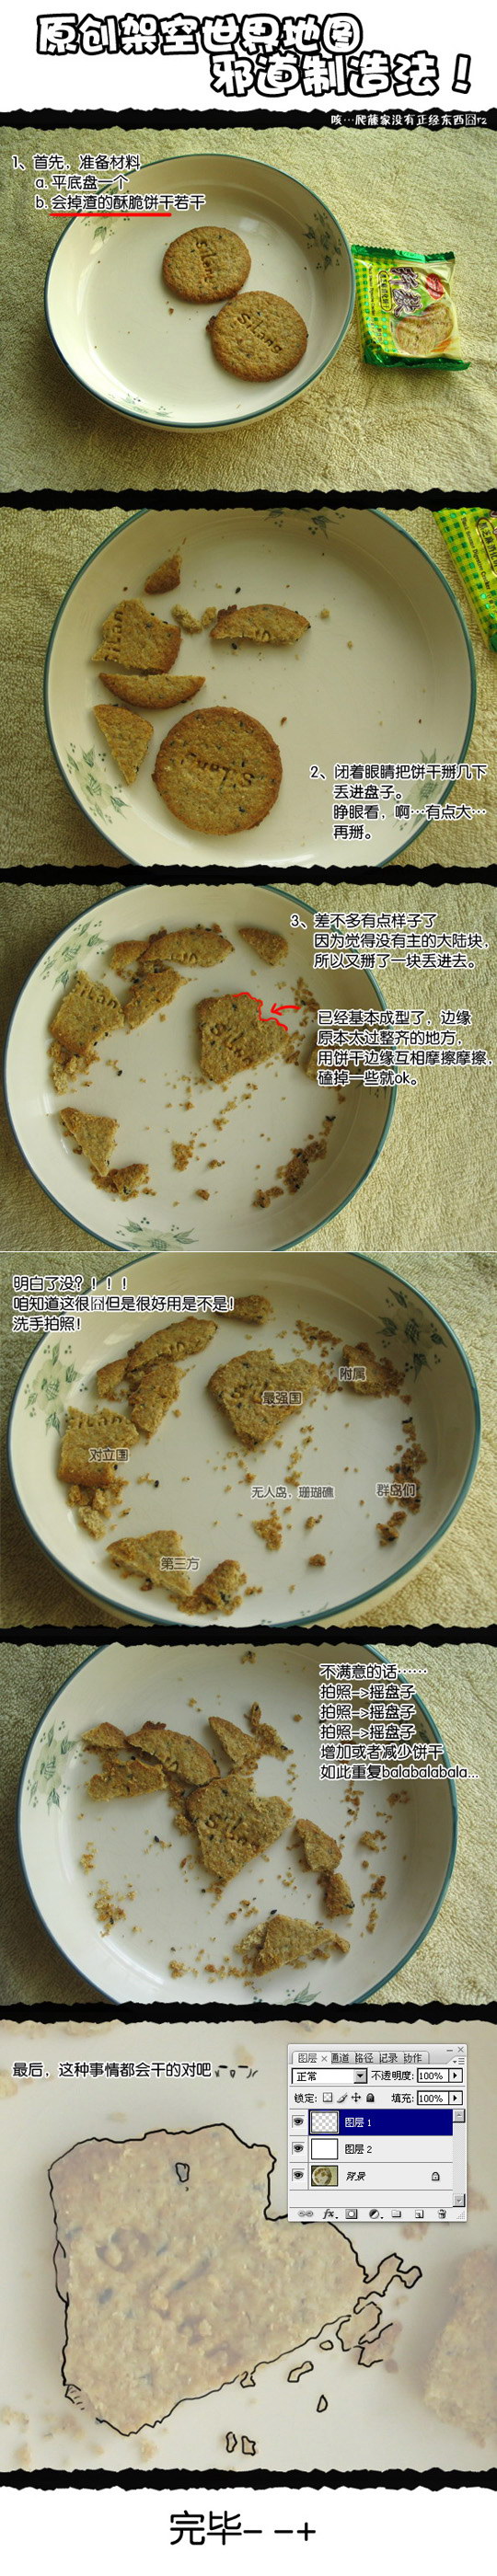 原创架空世界地图
邪道制造法！
咳…爬藤家没有正经东西囧rz
1、首先，准备材料
a.平底盘一个
b.会掉渣的酥脆饼干若干
Silang
Silang
Silang
2、闭着眼睛把饼干掰几下
丢进盘子。
睁眼看，啊…有点大…
再掰。
3、差不多有点样子了
因为觉得没有主的大陆块，
所以又掰了一块丢进去。
已经基本成型了，边缘
原本太过整齐的地方，
用饼干边缘互相摩擦摩擦，
磕掉一些就ok。
明白了没？！！！
咱知道这很囧但是很好用是不是！
洗手拍照！
附属
最强国
对立国
无人岛，珊瑚礁
群岛们
第三方
不满意的话……
拍照->摇盘子
拍照->摇盘子
拍照->摇盘子
增加或者减少饼干
如此重复balabalabala...
最后，这种事情都会干的对吧
图层 × 通道 路径 记录 动作
正常 不透明度: 100%
锁定: 填充: 100%
图层 1
图层 2
背景
完毕- -+